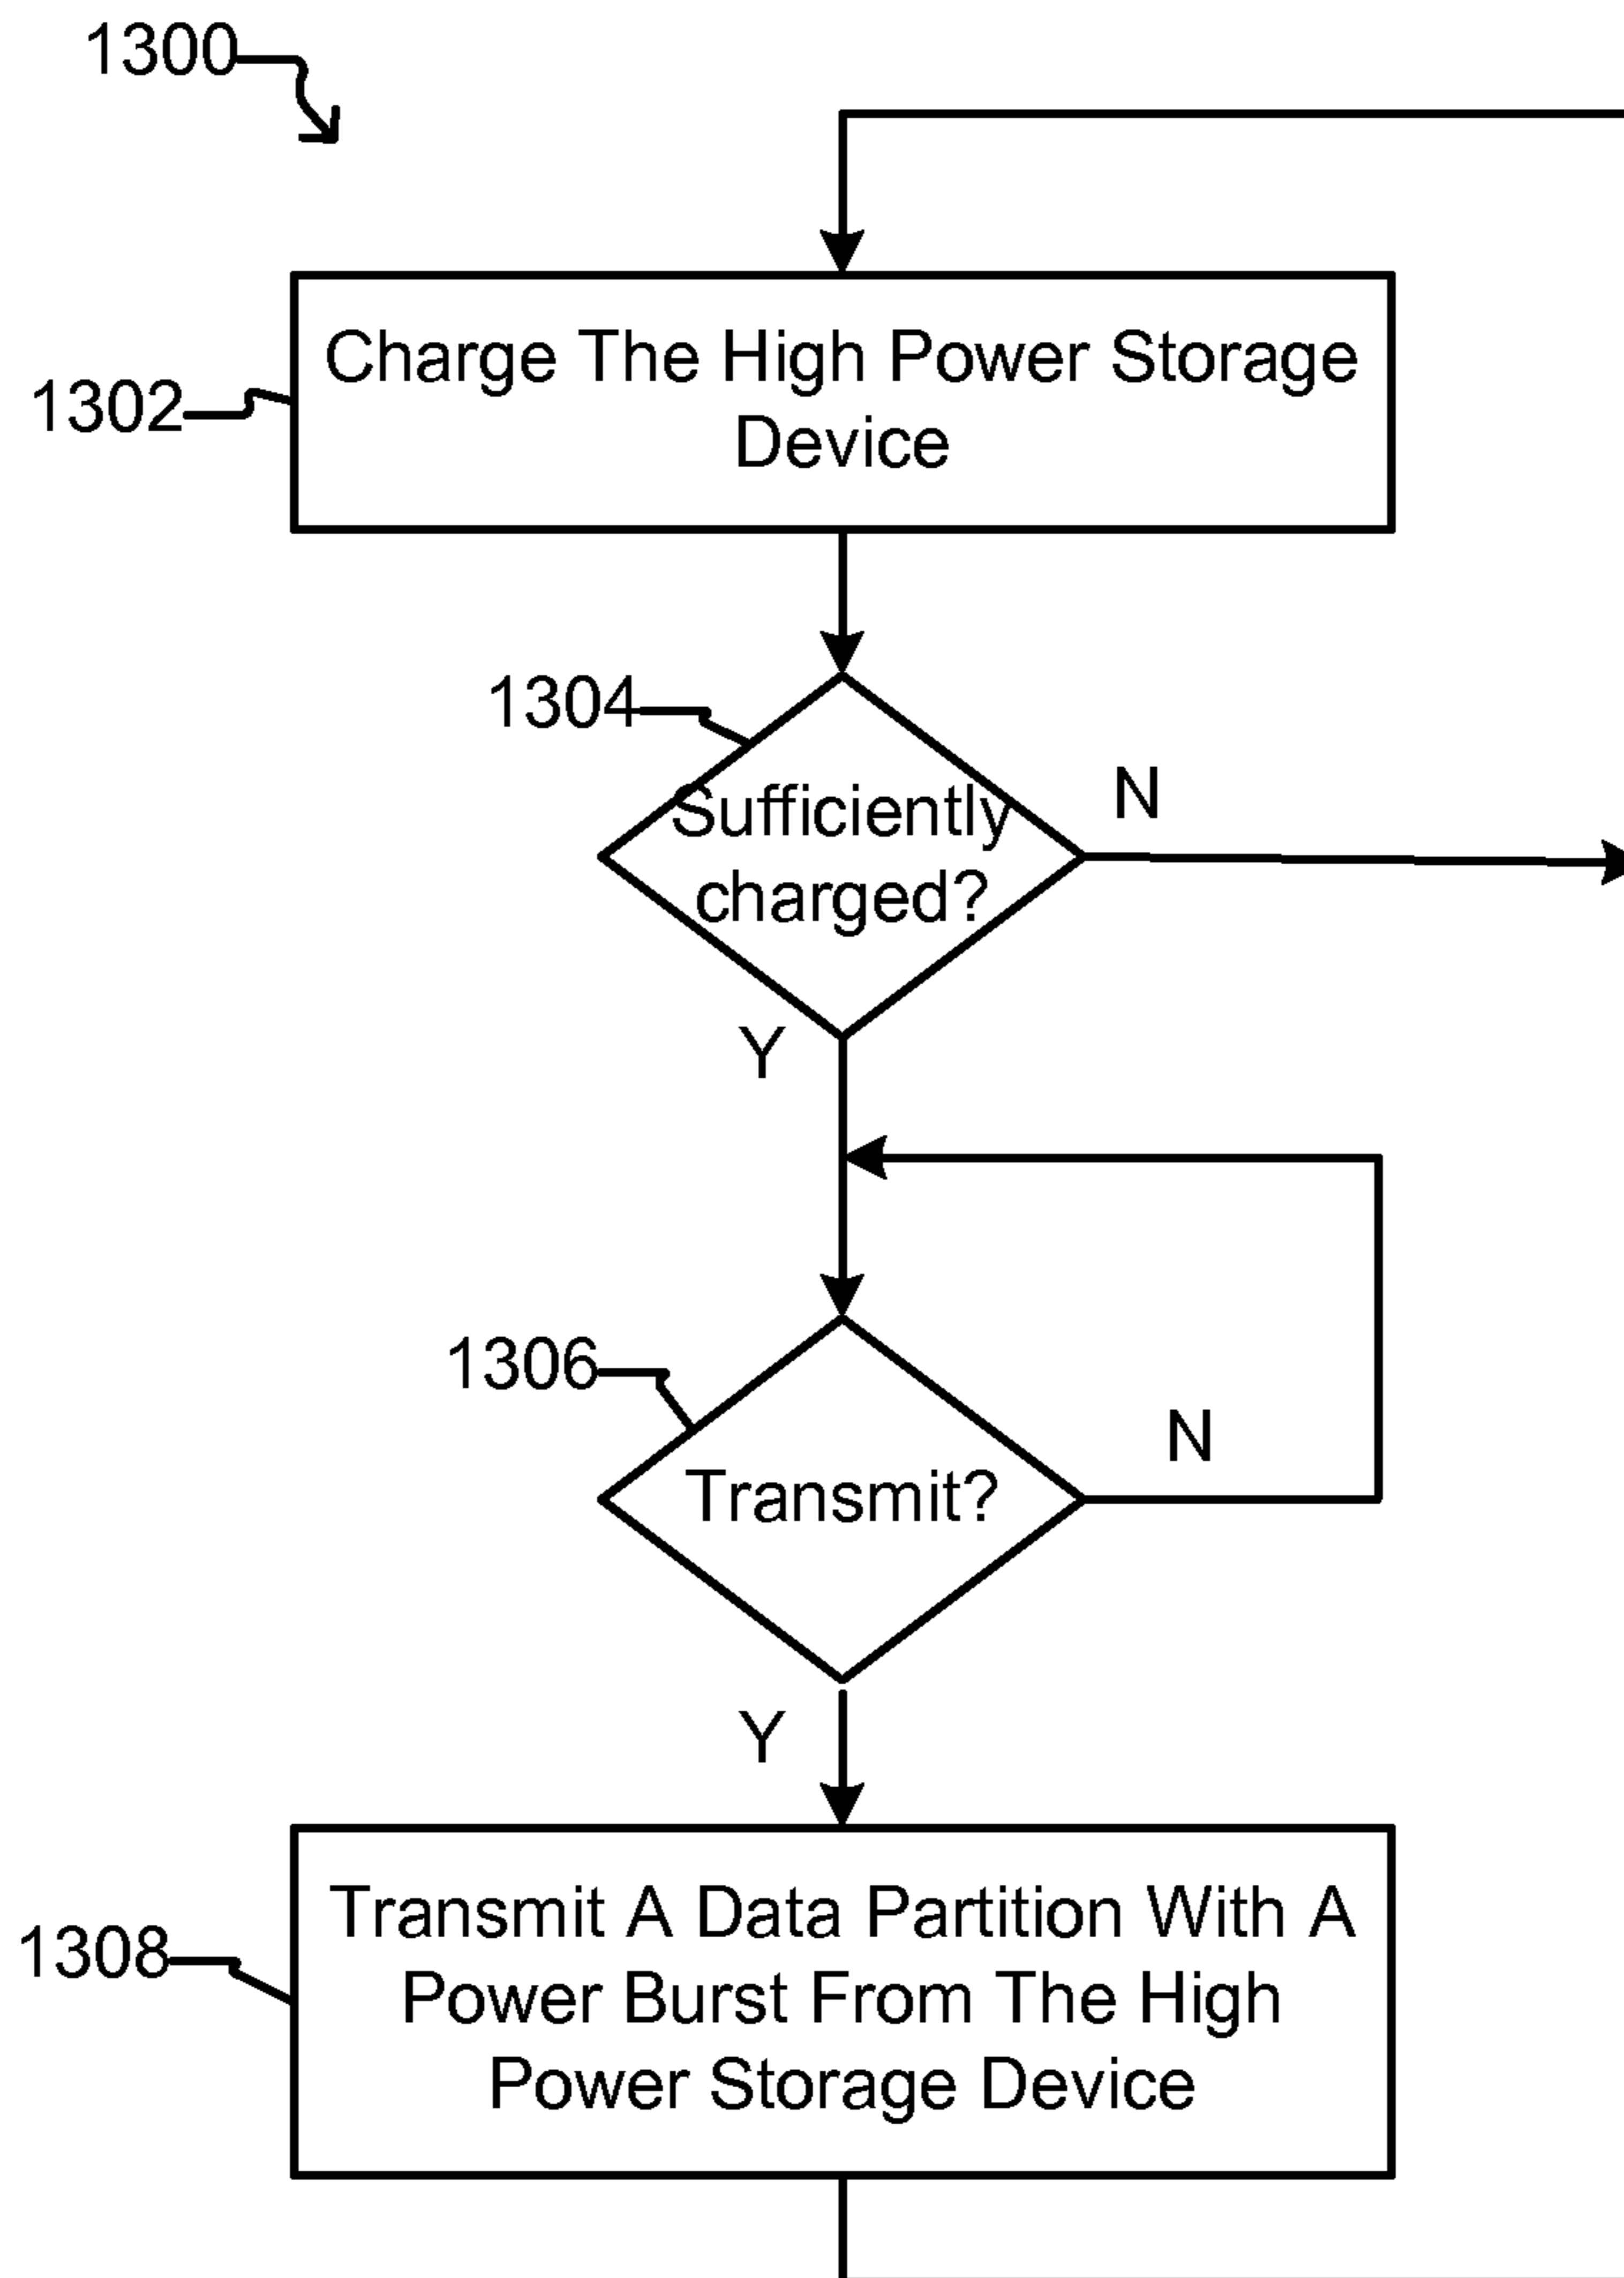 1300
Charge The High Power Storage
Device
1302
1304
Sufficiently
charged?
N
Y
1306
Transmit?
N
Y
Transmit A Data Partition With A
Power Burst From The High
Power Storage Device
1308